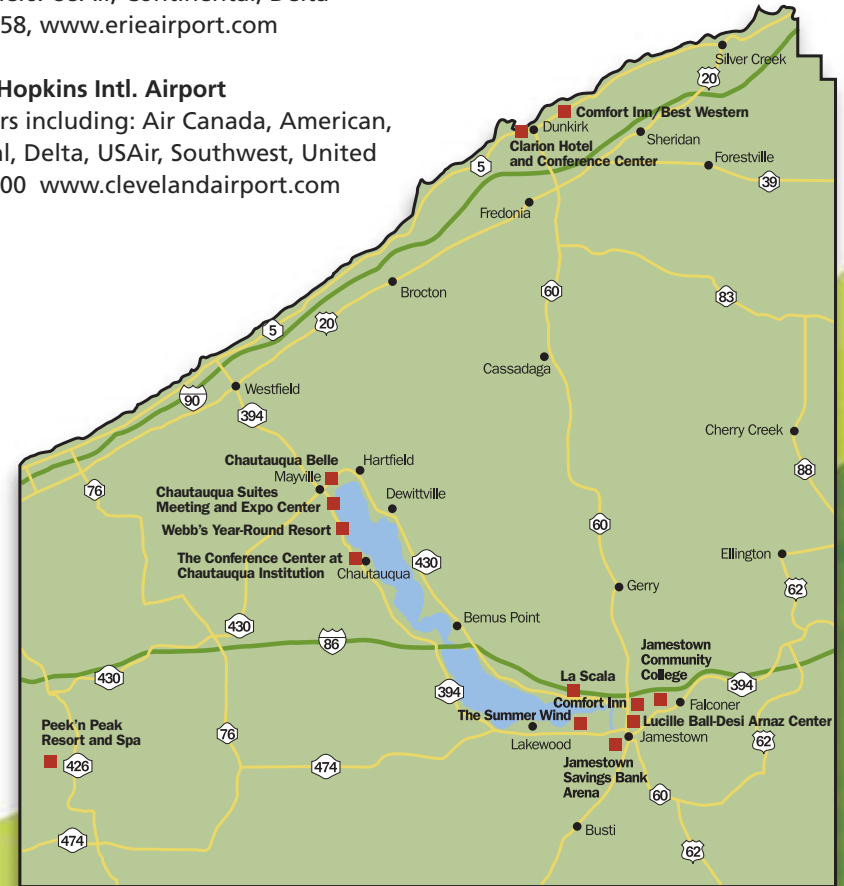 58, www.erieairport.com
Hopkins Intl. Airport
rs including: Air Canada, American,
l, Delta, USAir, Southwest, United
00 www.clevelandairport.com
Silver Creek
20
Comfort Inn/Best Western
Dunkirk
Clarion Hotel
and Conference Center
Sheridan
Forestville
5
39
Fredonia
Brocton
60
83
20
5
Cassadaga
Westfield
90
394
Cherry Creek
Chautauqua Belle
Hartfield
Mayville
88
76
Chautauqua Suites
Meeting and Expo Center
Dewittville
Webb's Year-Round Resort
60
The Conference Center at
Chautauqua Institution
Chautauqua
430
Ellington
Gerry
62
430
Bemus Point
86
Jamestown
Community
College
430
La Scala
394
394
Comfort Inn
Falconer
The Summer Wind
Lucille Ball-Desi Arnaz Center
Peek'n Peak
Resort and Spa
76
Lakewood
Jamestown
62
426
474
Jamestown
Savings Bank
Arena
60
Busti
474
62